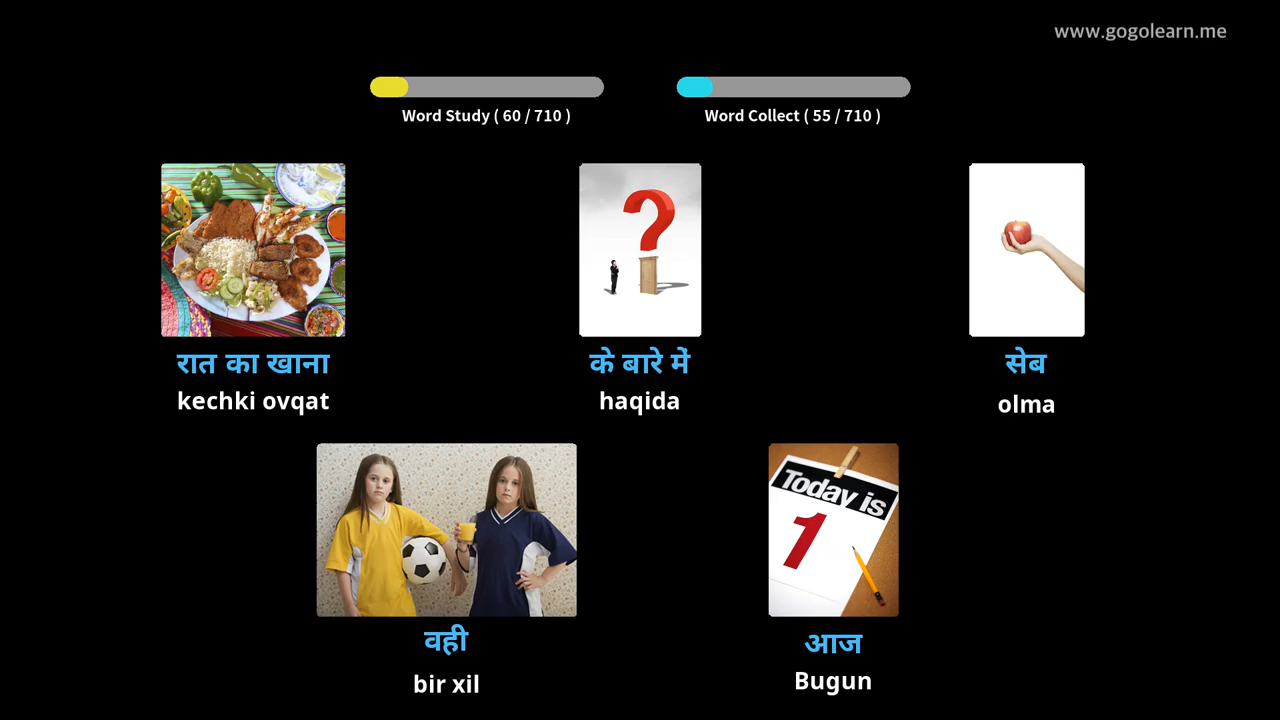 www.gogolearn.me
Word Study ( 60 / 710 )
Word Collect ( 55 / 710 )
रात का खाना
kechki ovqat
के बारे में
haqida
सेब
olma
Today is
1
वही
bir xil
आज
Bugun